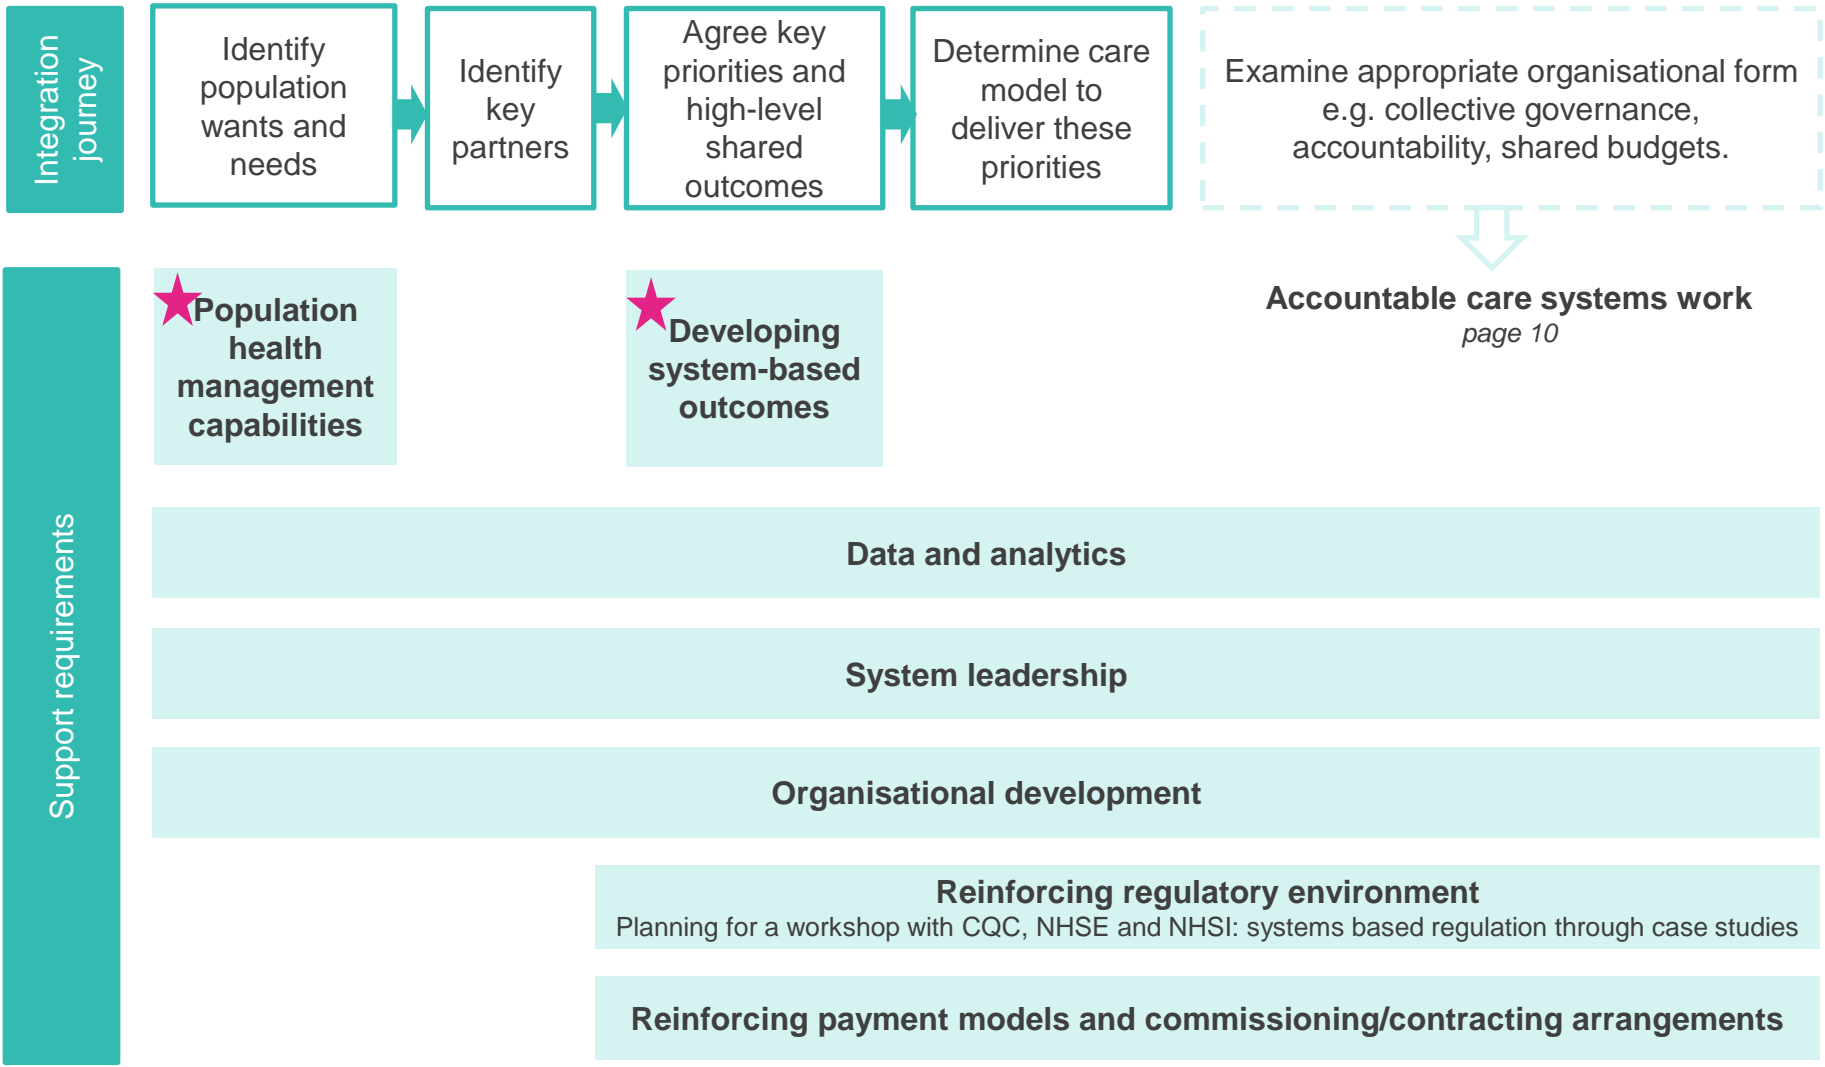 Integration
journey
Identify
population
wants and
needs
Identify
key
partners
Agree key
priorities and
high-level
shared
outcomes
Determine care
model to
deliver these
priorities
Examine appropriate organisational form
e.g. collective governance,
accountability, shared budgets.
Accountable care systems work
page 10
Support requirements
Population
health
management
capabilities
Developing
system-based
outcomes
Data and analytics
System leadership
Organisational development
Reinforcing regulatory environment
Planning for a workshop with CQC, NHSE and NHSI: systems based regulation through case studies
Reinforcing payment models and commissioning/contracting arrangements